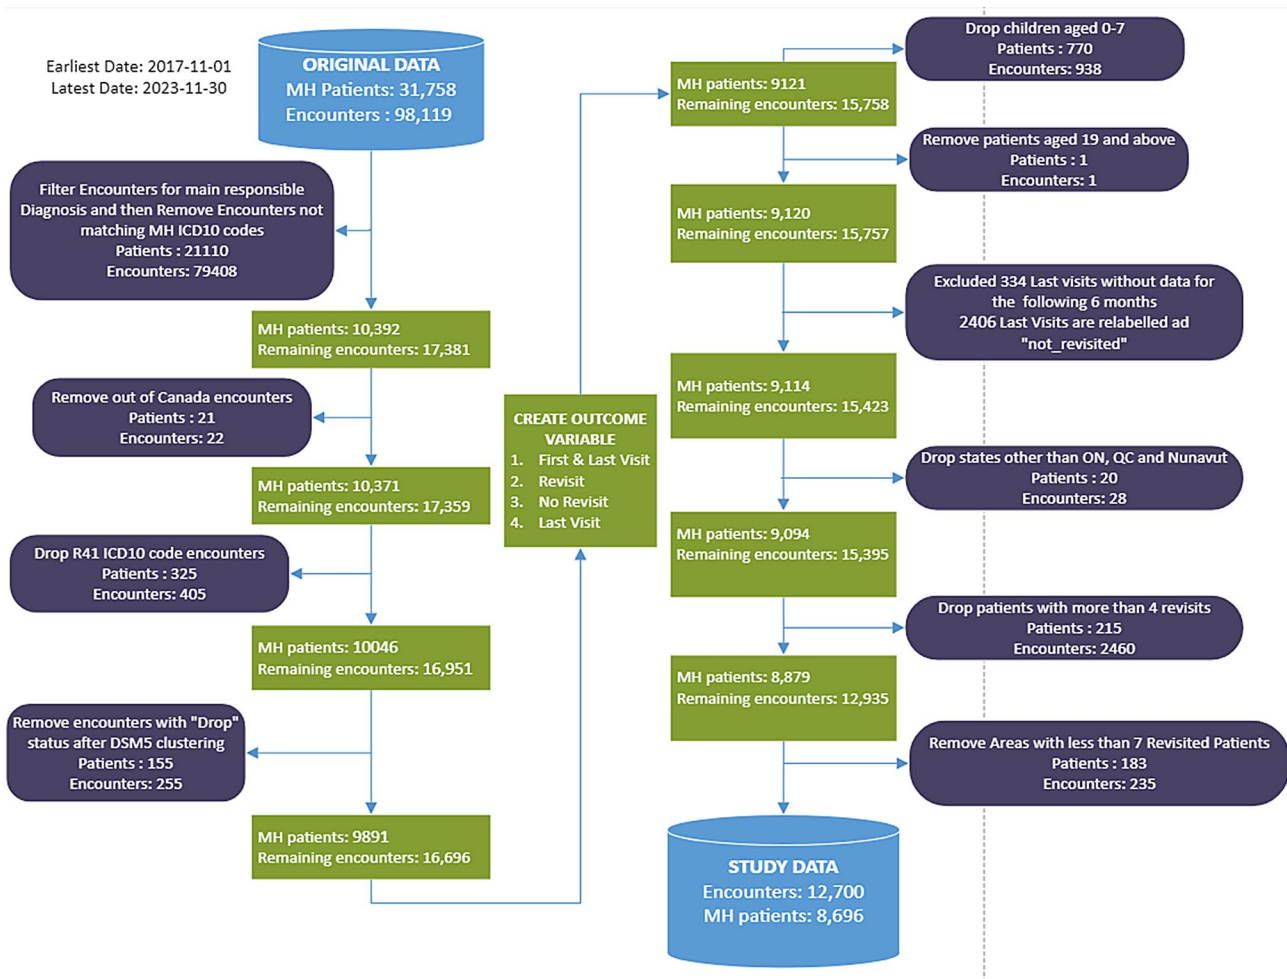 Earliest Date: 2017-11-01
Latest Date: 2023-11-30
ORIGINAL DATA
MH Patients: 31,758
Encounters : 98,119
Filter Encounters for main responsible
Diagnosis and then Remove Encounters not
matching MH ICD10 codes
Patients : 21110
Encounters: 79408
MH patients: 10,392
Remaining encounters: 17,381
Remove out of Canada encounters
Patients : 21
Encounters: 22
MH patients: 10,371
Remaining encounters: 17,359
Drop R41 ICD10 code encounters
Patients : 325
Encounters: 405
MH patients: 10046
Remaining encounters: 16,951
Remove encounters with "Drop"
status after DSM5 clustering
Patients : 155
Encounters: 255
MH patients: 9891
Remaining encounters: 16,696
CREATE OUTCOME
VARIABLE
1. First & Last Visit
2. Revisit
3. No Revisit
4. Last Visit
Drop children aged 0-7
Patients : 770
Encounters: 938
MH patients: 9121
Remaining encounters: 15,758
Remove patients aged 19 and above
Patients : 1
Encounters: 1
MH patients: 9,120
Remaining encounters: 15,757
Excluded 334 Last visits without data for
the following 6 months
2406 Last Visits are relabelled ad
"not_revisited"
MH patients: 9,114
Remaining encounters: 15,423
Drop states other than ON, QC and Nunavut
Patients : 20
Encounters: 28
MH patients: 9,094
Remaining encounters: 15,395
Drop patients with more than 4 revisits
Patients : 215
Encounters: 2460
MH patients: 8,879
Remaining encounters: 12,935
Remove Areas with less than 7 Revisited Patients
Patients : 183
Encounters: 235
STUDY DATA
Encounters: 12,700
MH patients: 8,696